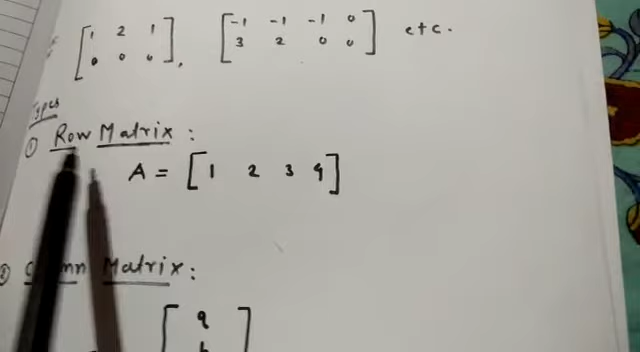 [1 2 1
0 0 0], [-1 -1 -1 0
3 2 0 0] etc.
Types
① Row Matrix:
A = [1 2 3 4]
② Column Matrix:
[a
b]